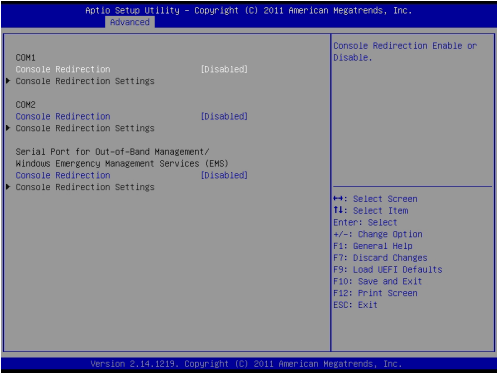 Aptio Setup Utility – Copyright (C) 2011 American Megatrends, Inc.
Advanced
COM1
Console Redirection [Disabled]
▶ Console Redirection Settings
COM2
Console Redirection [Disabled]
▶ Console Redirection Settings
Serial Port for Out-of-Band Management/
Windows Emergency Management Services (EMS)
Console Redirection [Disabled]
▶ Console Redirection Settings
Console Redirection Enable or
Disable.
↔: Select Screen
↑↓: Select Item
Enter: Select
+/-: Change Option
F1: General Help
F7: Discard Changes
F9: Load UEFI Defaults
F10: Save and Exit
F12: Print Screen
ESC: Exit
Version 2.14.1219. Copyright (C) 2011 American Megatrends, Inc.